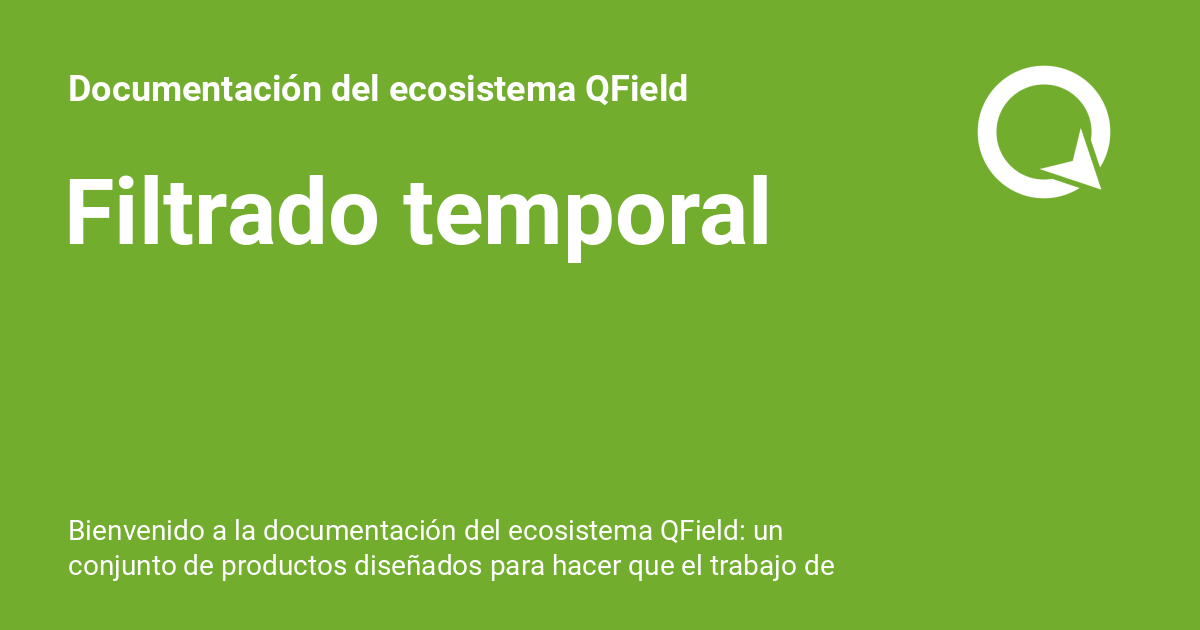 Documentación del ecosistema QField
Filtrado temporal
Bienvenido a la documentación del ecosistema QField: un
conjunto de productos diseñados para hacer que el trabajo de